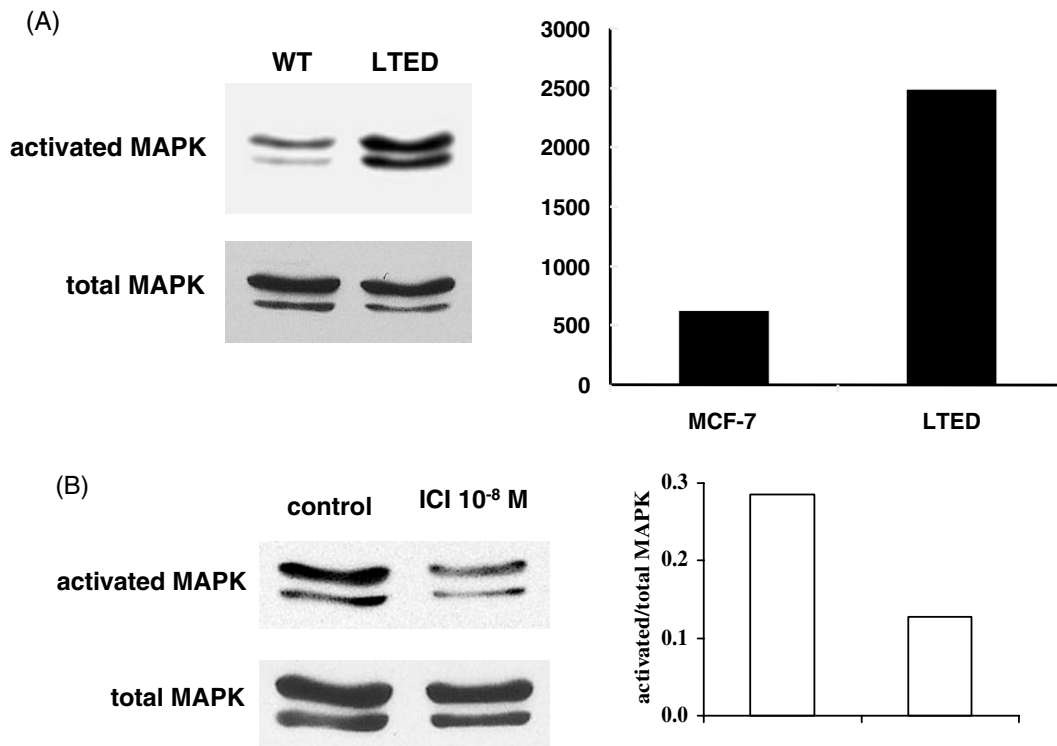 (A)
WT LTED
activated MAPK
total MAPK
3000
2500
2000
1500
1000
500
0
MCF-7 LTED
(B)
control ICI 10⁻⁸ M
activated MAPK
total MAPK
activated/total MAPK
0.3
0.2
0.1
0.0